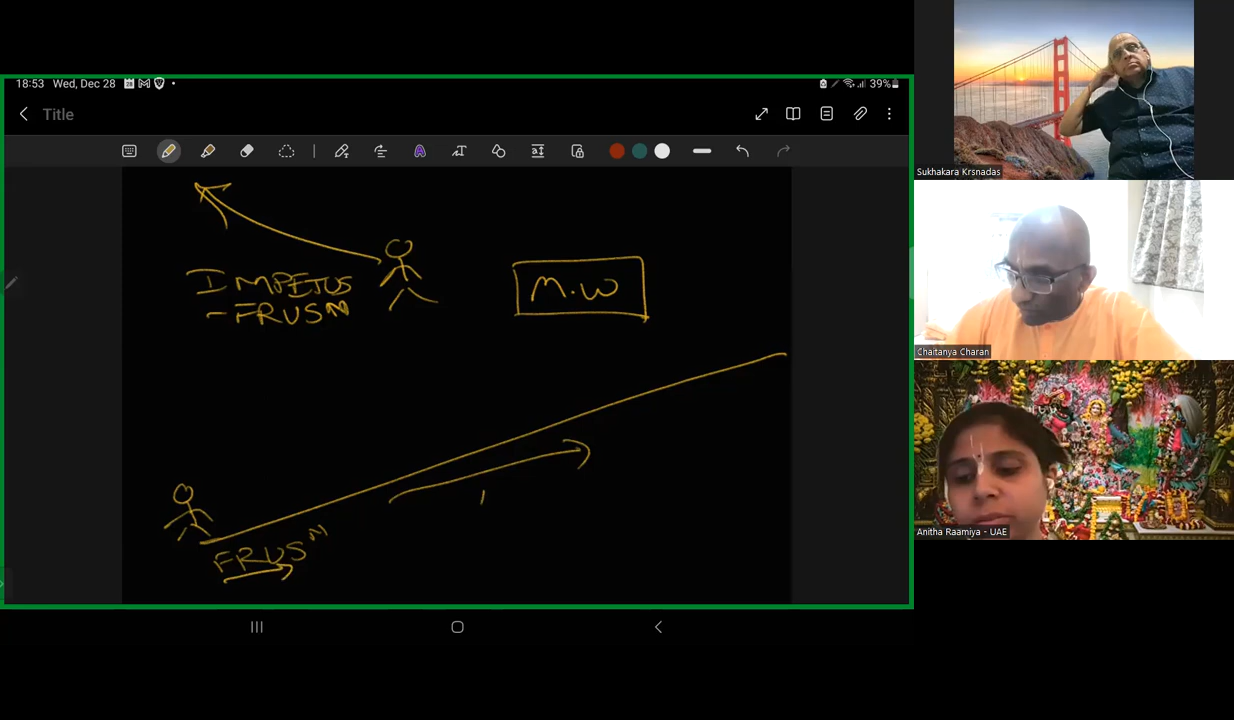 18:53 Wed, Dec 28
39%
Title
IMPETUS
- FRUSN
M.W
FRUSN
Sukhakara Krsnadas
Chaitanya Charan
Anitha Raamiya - UAE